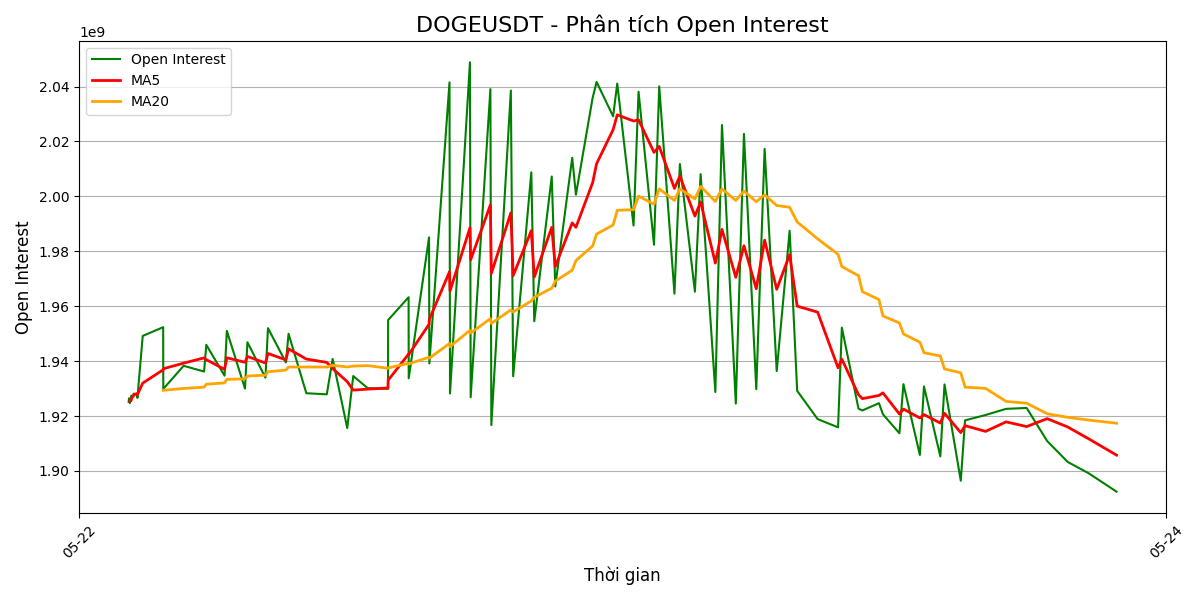 DOGEUSDT - Phân tích Open Interest
1e9
Open Interest
MA5
MA20
2.04
2.02
2.00
1.98
1.96
1.94
1.92
1.90
Open Interest
05-22
05-24
Thời gian